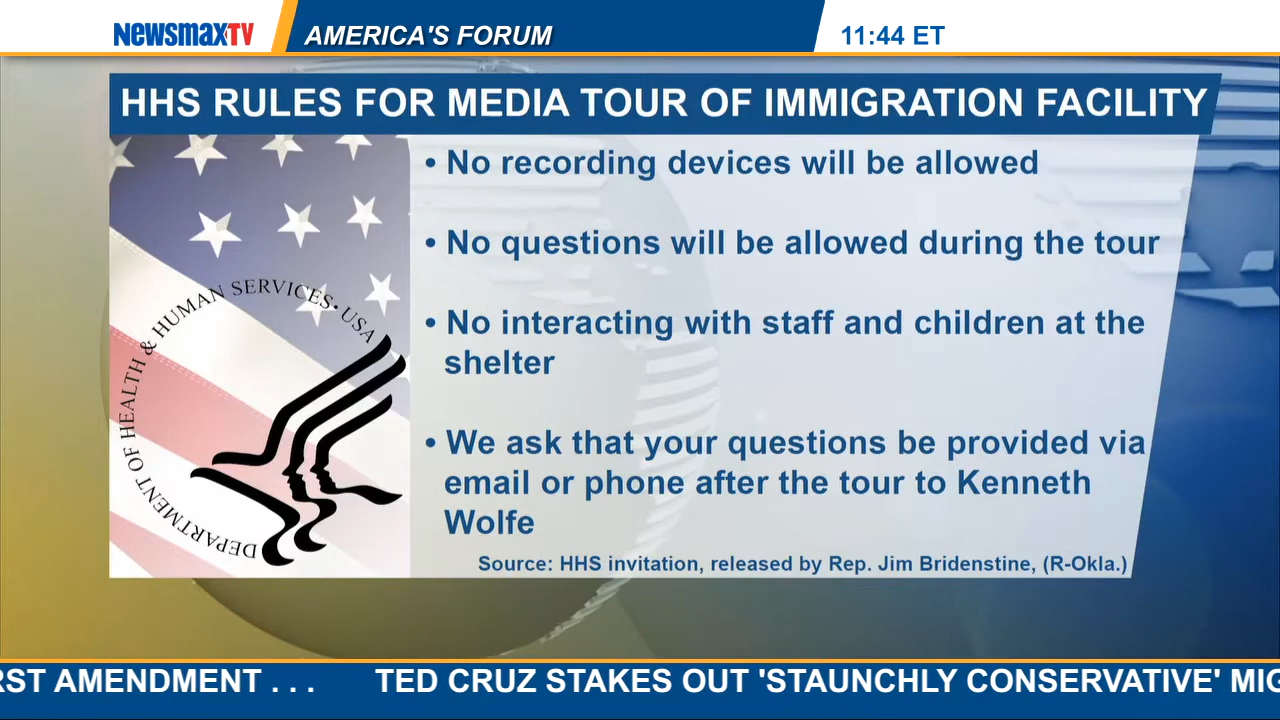 NewsmaxTV
AMERICA'S FORUM
11:44 ET
HHS RULES FOR MEDIA TOUR OF IMMIGRATION FACILITY
• No recording devices will be allowed
• No questions will be allowed during the tour
• No interacting with staff and children at the
shelter
• We ask that your questions be provided via
email or phone after the tour to Kenneth
Wolfe
Source: HHS invitation, released by Rep. Jim Bridenstine, (R-Okla.)
DEPARTMENT OF HEALTH & HUMAN SERVICES • USA
RST AMENDMENT . . . TED CRUZ STAKES OUT 'STAUNCHLY CONSERVATIVE' MIG